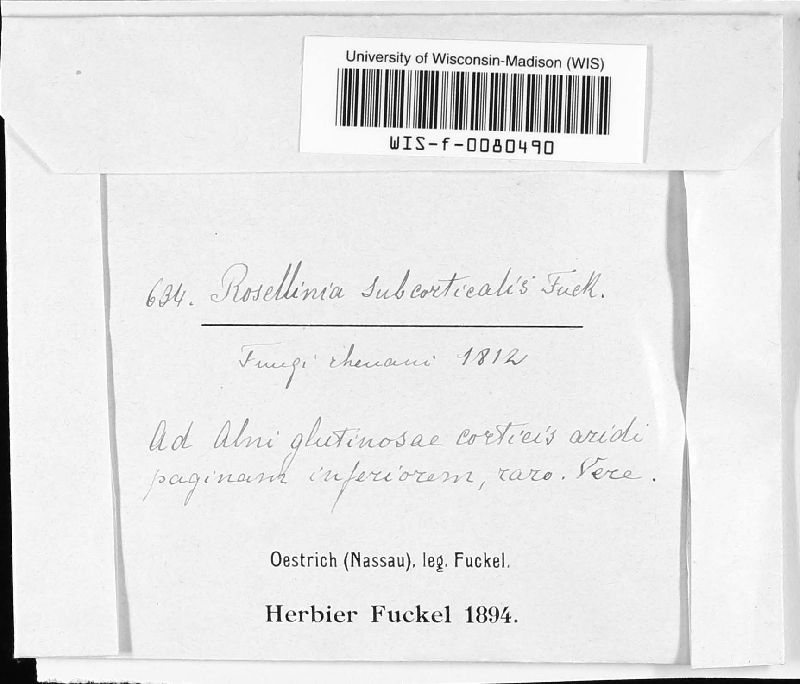 University of Wisconsin-Madison (WIS)
WIS-f-0080490
634. Rosellinia subcorticalis Fuck.
Fungi rhenani 1812
Ad Alni glutinosae corticis aridi
paginam inferiorem, raro. Vere.
Oestrich (Nassau), leg. Fuckel.
Herbier Fuckel 1894.